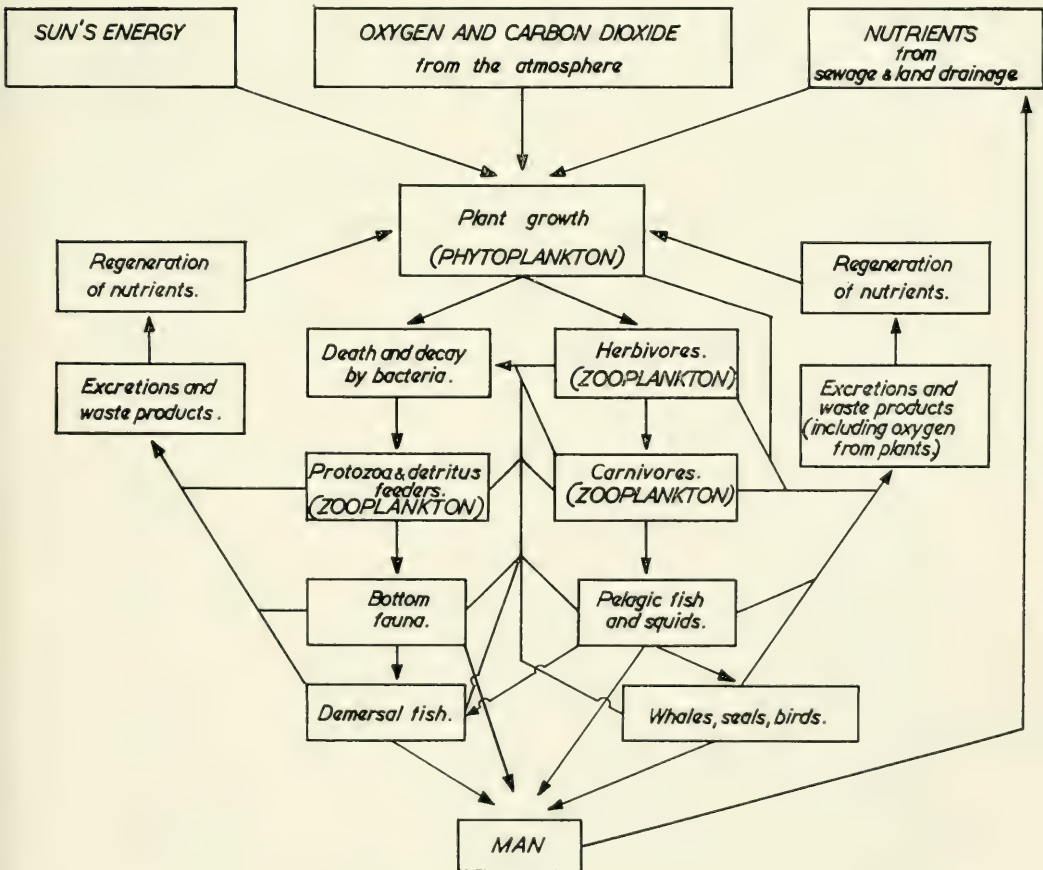 SUN'S ENERGY
OXYGEN AND CARBON DIOXIDE
from the atmosphere
NUTRIENTS
from
sewage & land drainage
Plant growth
(PHYTOPLANKTON)
Regeneration
of nutrients.
Regeneration
of nutrients.
Death and decay
by bacteria.
Herbivores.
(ZOOPLANKTON)
Excretions and
waste products.
Excretions and
waste products
(including oxygen
from plants.)
Protozoa & detritus
feeders.
(ZOOPLANKTON)
Carnivores.
(ZOOPLANKTON)
Bottom
fauna.
Pelagic fish
and squids.
Demersal fish.
Whales, seals, birds.
MAN